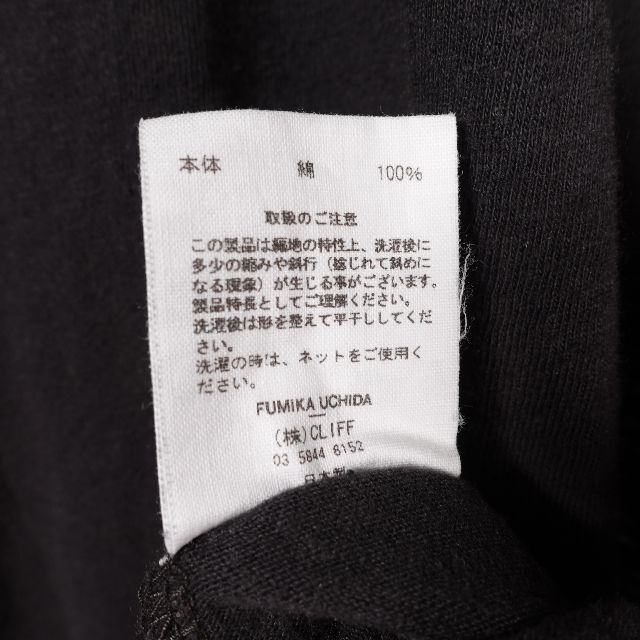 本体 綿 100%
取扱のご注意
この製品は編地の特性上、洗濯後に
多少の縮みや斜行（捻じれて斜めに
なる現象）が生じる事がございます。
製品特長としてご理解ください。
洗濯後は形を整えて平干ししてくだ
さい。
洗濯の時は、ネットをご使用く
ださい。
FUMIKA UCHIDA
(株)CLIFF
03 5844 6152
日本製